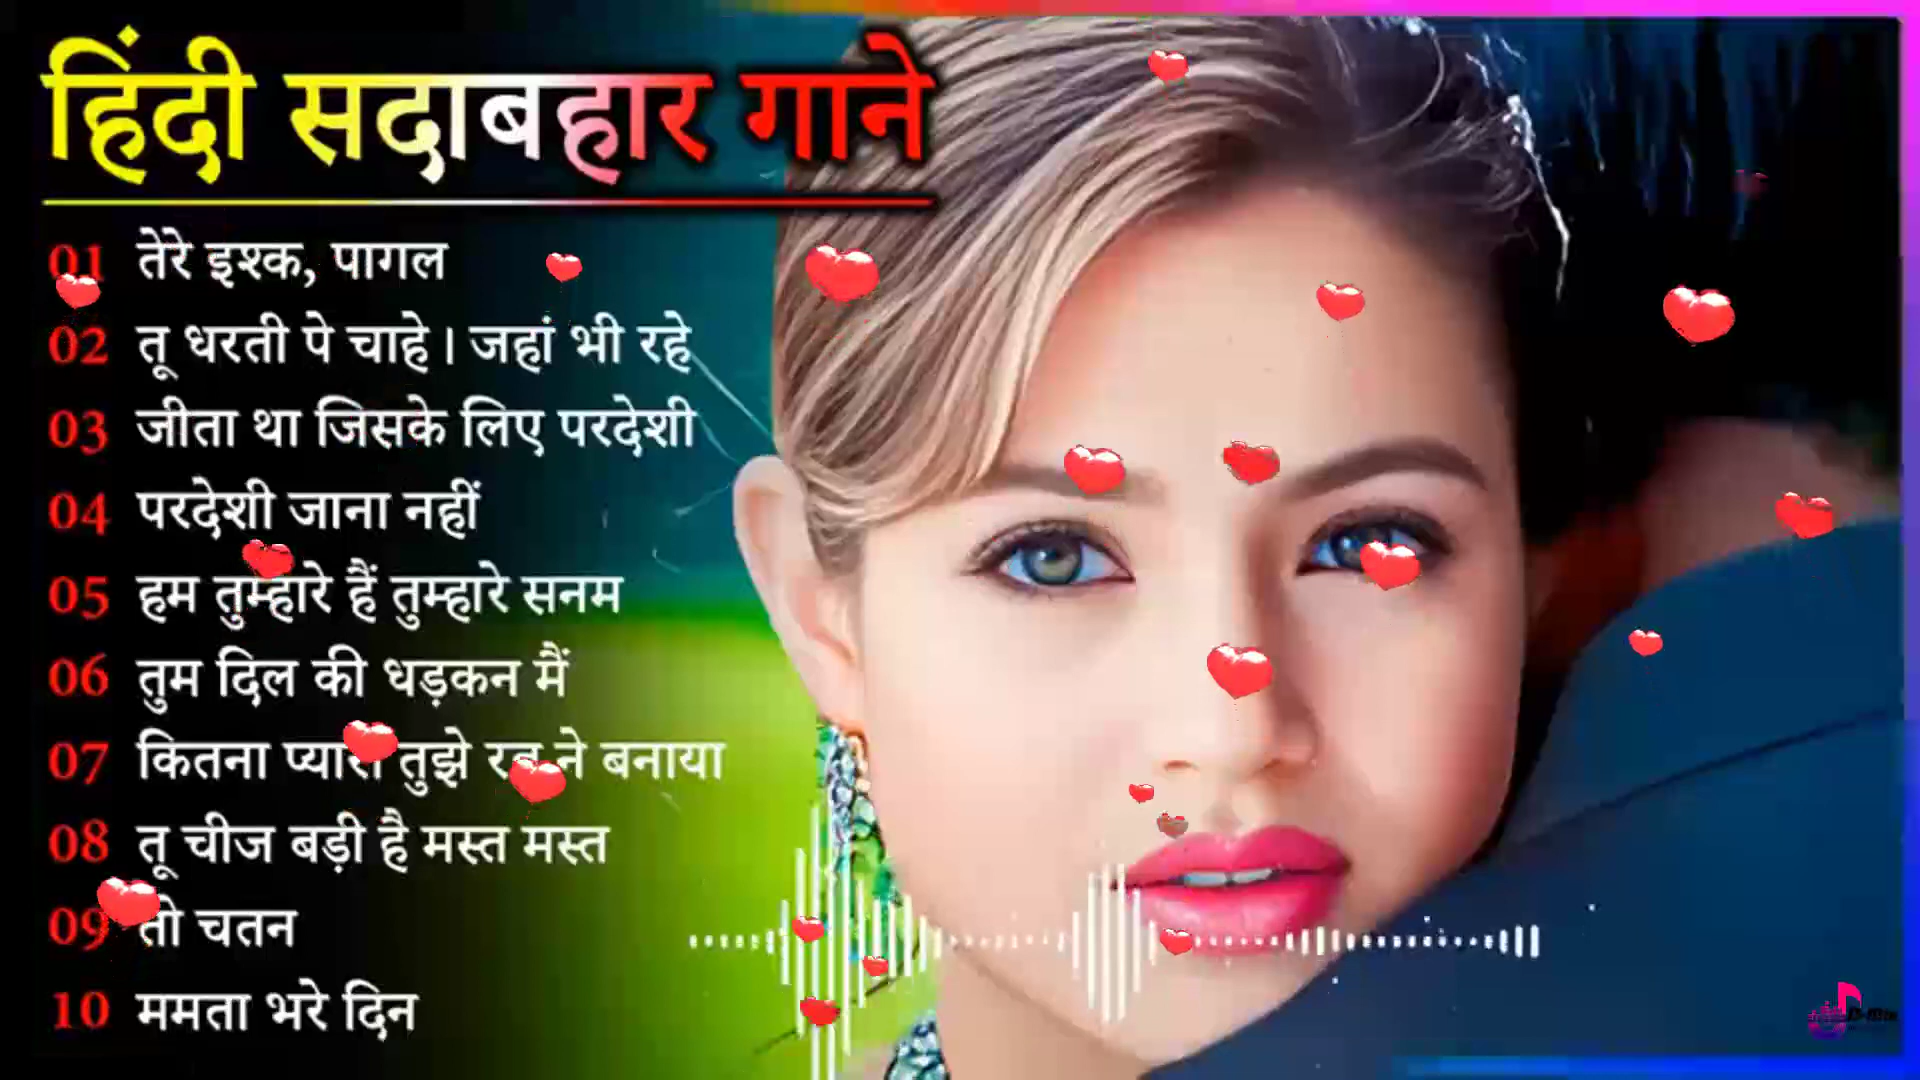 हिंदी सदाबहार गाने
01 तेरे इश्क, पागल
02 तू धरती पे चाहे। जहां भी रहे
03 जीता था जिसके लिए परदेशी
04 परदेशी जाना नहीं
05 हम तुम्हारे हैं तुम्हारे सनम
06 तुम दिल की धड़कन मैं
07 कितना प्यारा तुझे रब ने बनाया
08 तू चीज बड़ी है मस्त मस्त
09 तो चतन
10 ममता भरे दिन